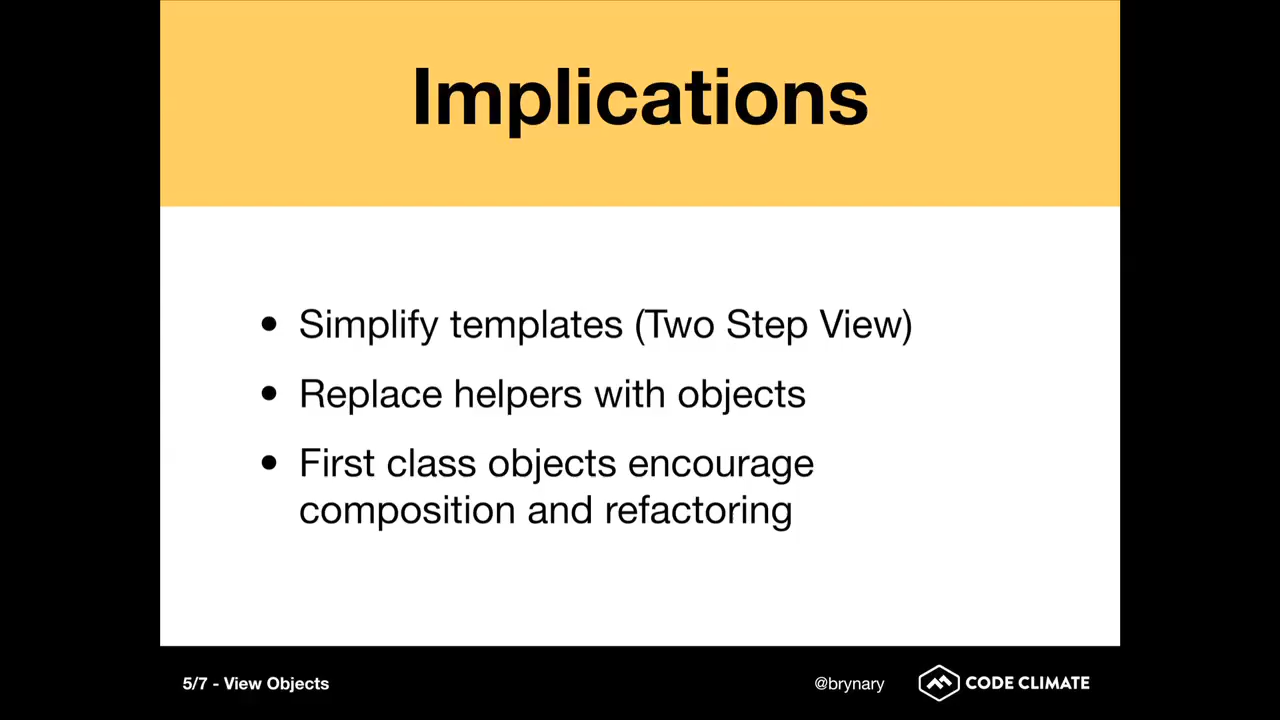 Implications
• Simplify templates (Two Step View)
• Replace helpers with objects
• First class objects encourage
composition and refactoring
5/7 - View Objects
@brynary
CODE CLIMATE